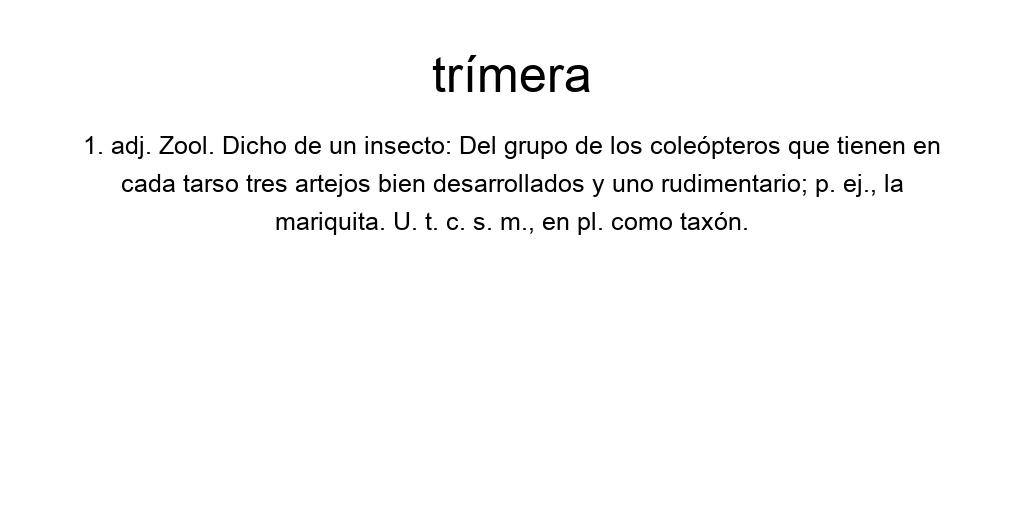 trímera
1. adj. Zool. Dicho de un insecto: Del grupo de los coleópteros que tienen en
cada tarso tres artejos bien desarrollados y uno rudimentario; p. ej., la
mariquita. U. t. c. s. m., en pl. como taxón.